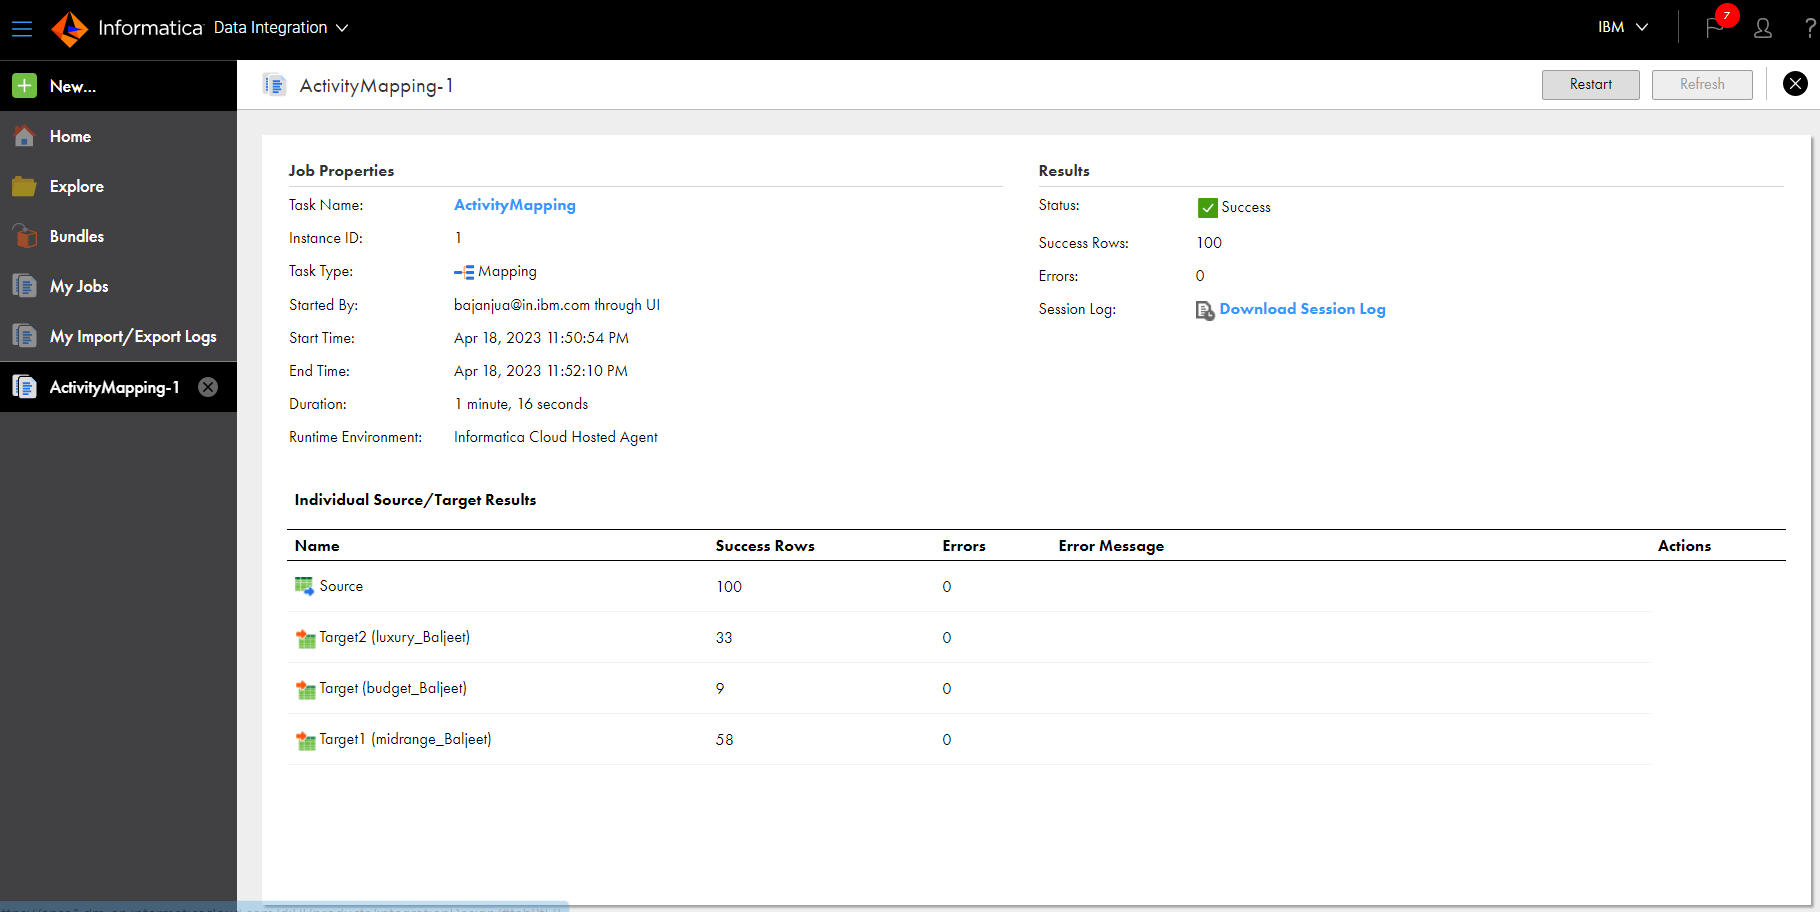 Informatica Data Integration
IBM
7
?
New...
Home
Explore
Bundles
My Jobs
My Import/Export Logs
ActivityMapping-1
ActivityMapping-1
Restart
Refresh
Job Properties
Task Name: ActivityMapping
Instance ID: 1
Task Type: Mapping
Started By: bajanjua@in.ibm.com through UI
Start Time: Apr 18, 2023 11:50:54 PM
End Time: Apr 18, 2023 11:52:10 PM
Duration: 1 minute, 16 seconds
Runtime Environment: Informatica Cloud Hosted Agent
Results
Status: Success
Success Rows: 100
Errors: 0
Session Log: Download Session Log
Individual Source/Target Results
Name Success Rows Errors Error Message Actions
Source 100 0
Target2 (luxury_Baljeet) 33 0
Target (budget_Baljeet) 9 0
Target1 (midrange_Baljeet) 58 0